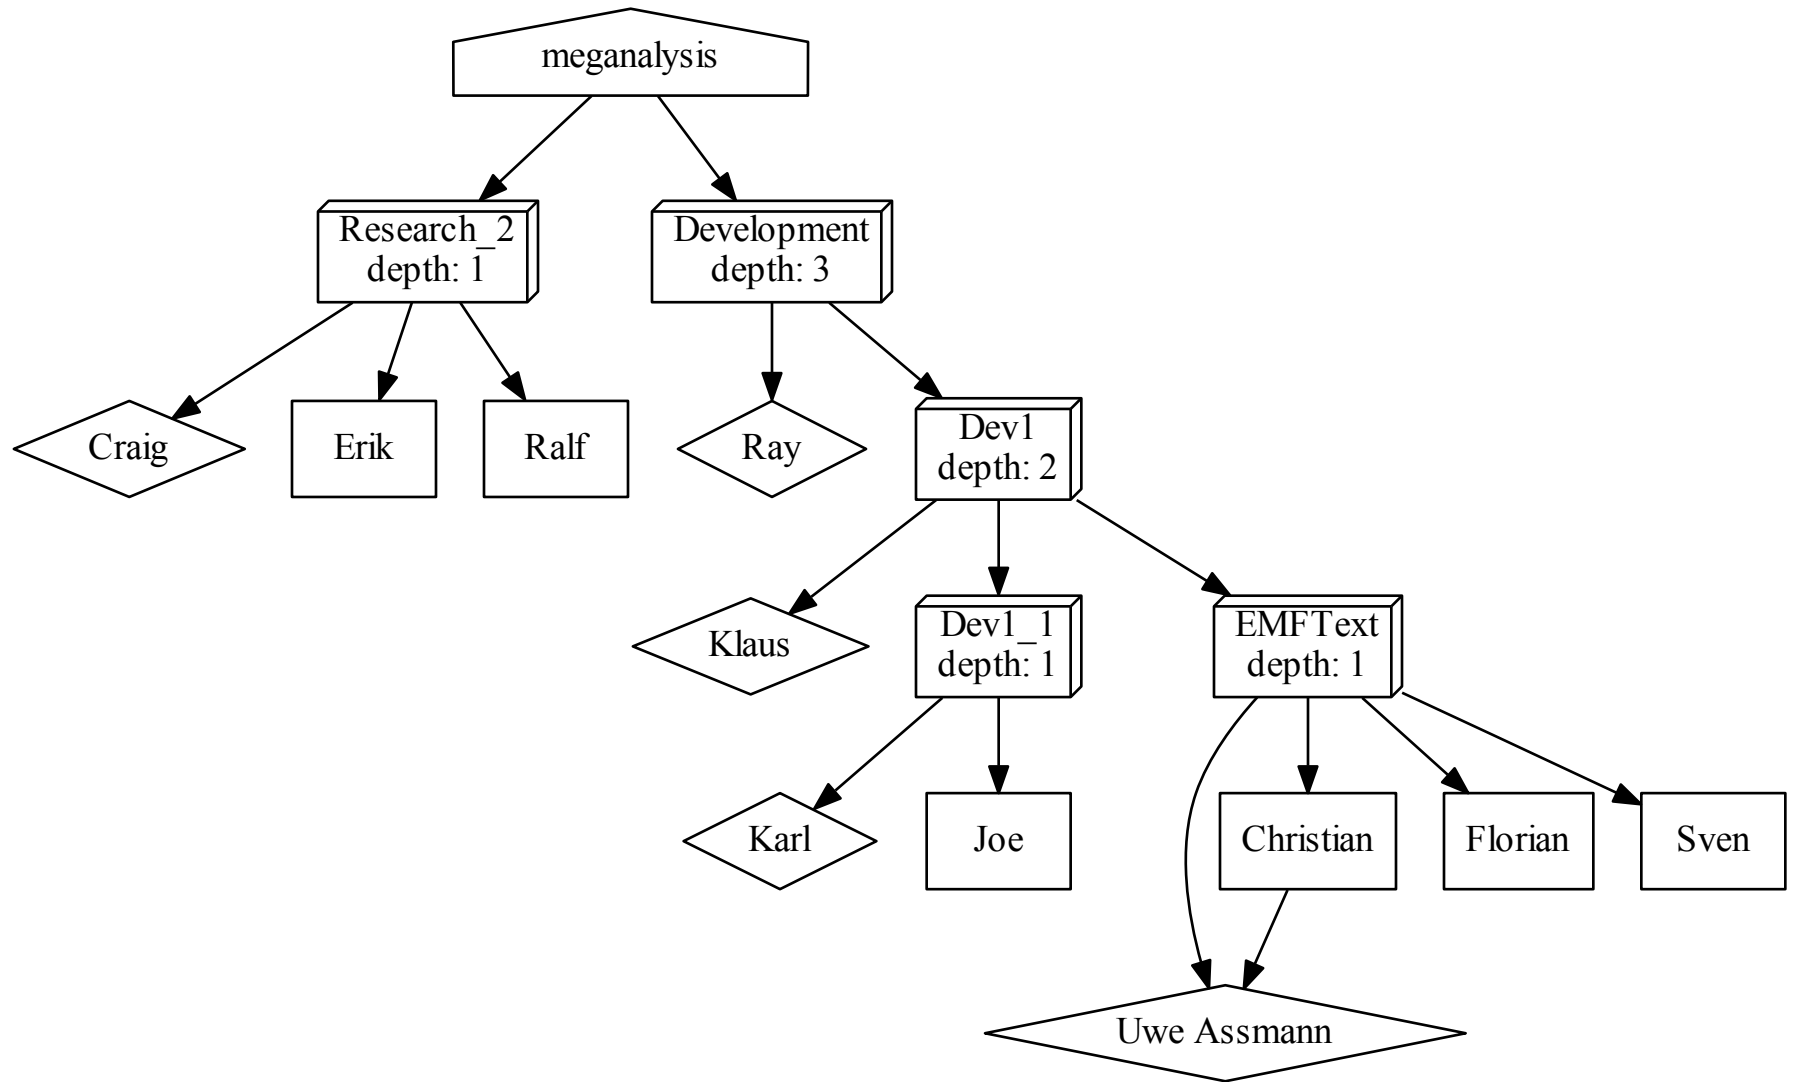 meganalysis
Research_2
depth: 1
Development
depth: 3
Craig
Erik
Ralf
Ray
Dev1
depth: 2
Klaus
Dev1_1
depth: 1
EMFText
depth: 1
Karl
Joe
Christian
Florian
Sven
Uwe Assmann